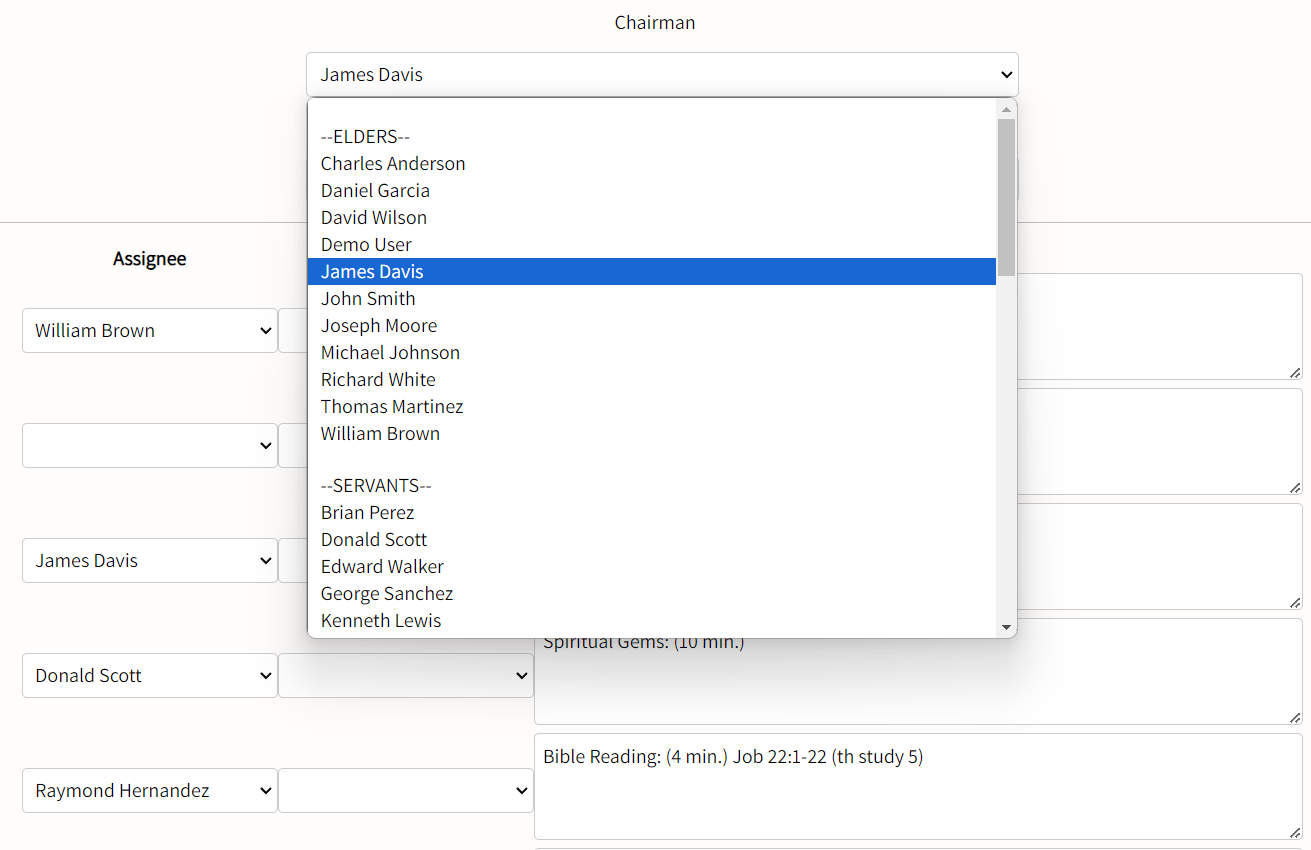 Chairman
James Davis
--ELDERS--
Charles Anderson
Daniel Garcia
David Wilson
Demo User
James Davis
John Smith
Joseph Moore
Michael Johnson
Richard White
Thomas Martinez
William Brown
--SERVANTS--
Brian Perez
Donald Scott
Edward Walker
George Sanchez
Kenneth Lewis
Assignee
William Brown
James Davis
Donald Scott
Spiritual Gems: (10 min.)
Raymond Hernandez
Bible Reading: (4 min.) Job 22:1-22 (th study 5)